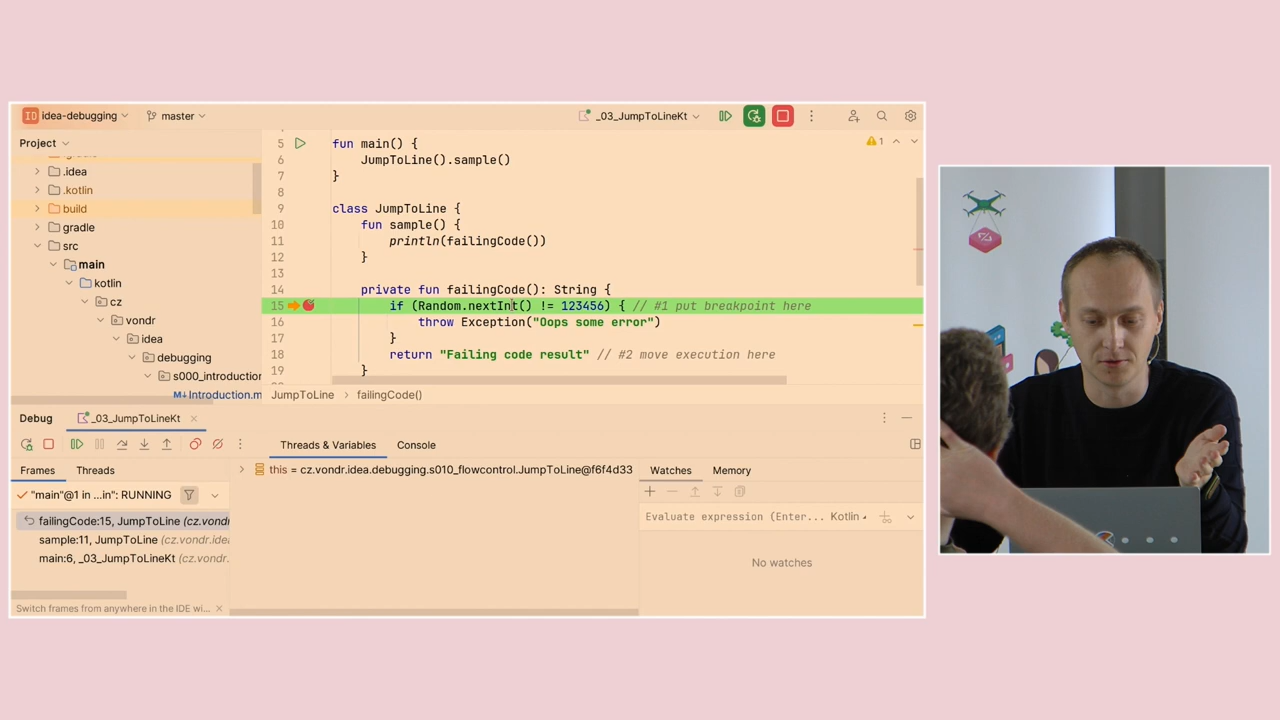 idea-debugging
master
_03_JumpToLineKt
Project
.idea
.kotlin
build
gradle
src
main
kotlin
cz
vondr
idea
debugging
s000_introduction
Introduction.m
1
5 fun main() {
6 JumpToLine().sample()
7 }
8
9 class JumpToLine {
10 fun sample() {
11 println(failingCode())
12 }
13
14 private fun failingCode(): String {
15 if (Random.nextInt() != 123456) { // #1 put breakpoint here
16 throw Exception("Oops some error")
17 }
18 return "Failing code result" // #2 move execution here
19 }
JumpToLine > failingCode()
Debug
_03_JumpToLineKt
Threads & Variables
Console
Frames
Threads
"main"@1 in ...in": RUNNING
failingCode:15, JumpToLine (cz.vondr
sample:11, JumpToLine (cz.vondr.idea
main:6, _03_JumpToLineKt (cz.vondr.
Switch frames from anywhere in the IDE wi...
this = cz.vondr.idea.debugging.s010_flowcontrol.JumpToLine@f6f4d33
Watches
Memory
Evaluate expression (Enter...
Kotlin
No watches